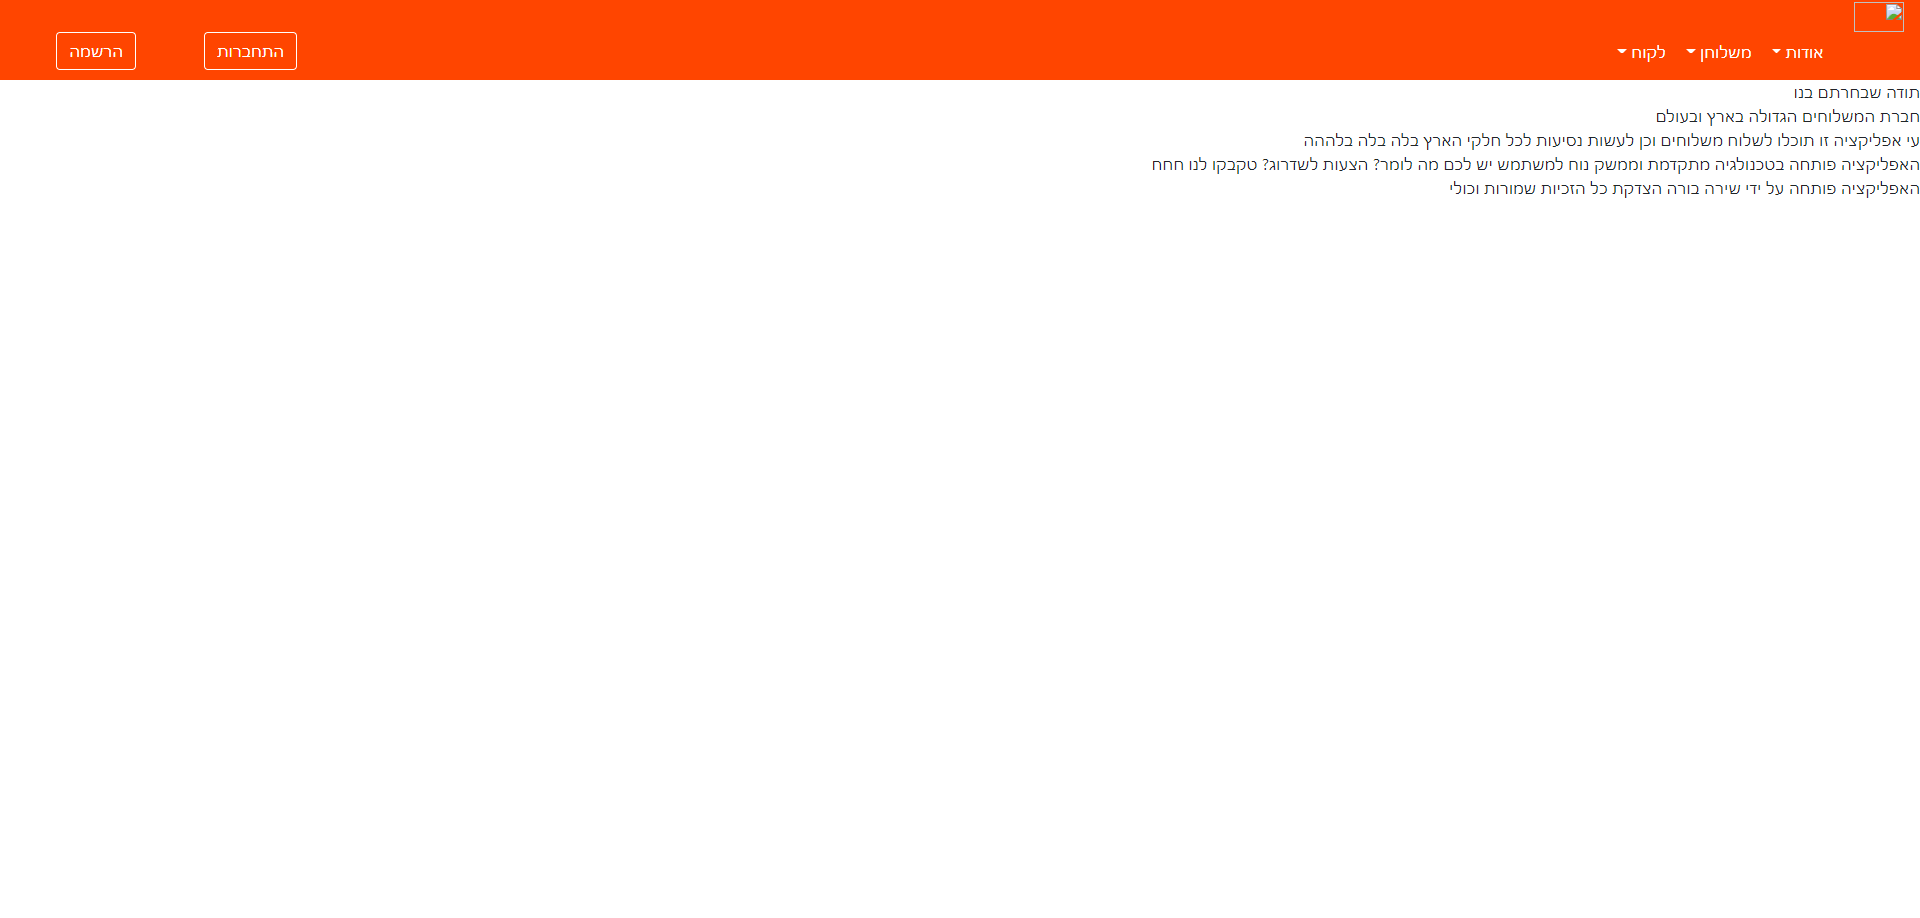 אודות
משלוחן
לקוח
התחברות
הרשמה
תודה שבחרתם בנו
חברת המשלוחים הגדולה בארץ ובעולם
עי אפליקציה זו תוכלו לשלוח משלוחים וכן לעשות נסיעות לכל חלקי הארץ בלה בלה בלההה
האפליקציה פותחה בטכנולגיה מתקדמת וממשק נוח למשתמש יש לכם מה לומר? הצעות לשדרוג? טקבקו לנו חחח
האפליקציה פותחה על ידי שירה בורה הצדקת כל הזכיות שמורות וכולי